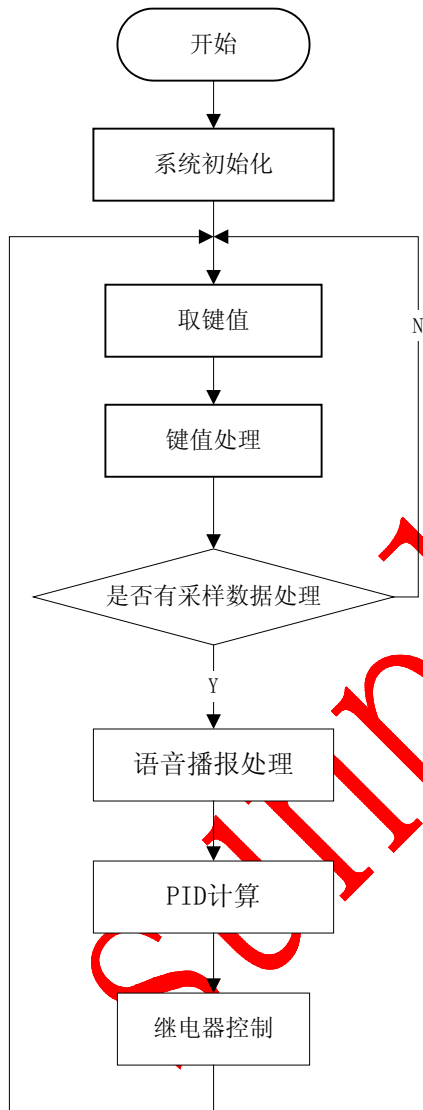 开始
系统初始化
取键值
N
键值处理
是否有采样数据处理
Y
语音播报处理
PID计算
继电器控制